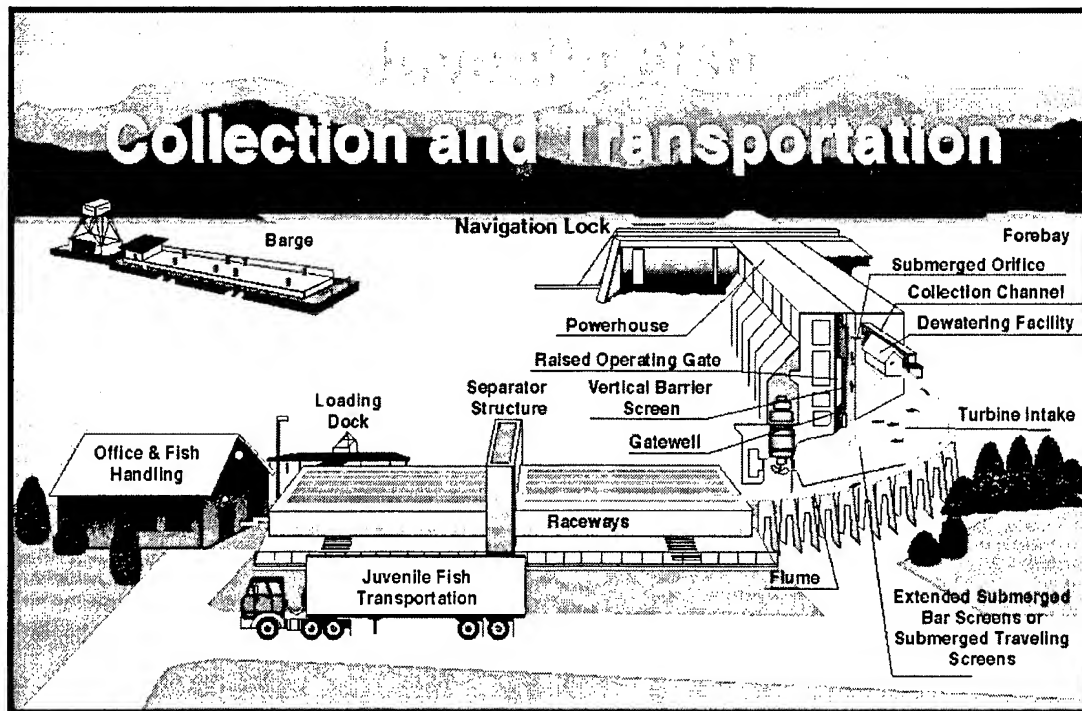 Juvenile Fish
Collection and Transportation
Barge
Navigation Lock
Forebay
Submerged Orifice
Collection Channel
Dewatering Facility
Powerhouse
Raised Operating Gate
Vertical Barrier
Screen
Gatewell
Turbine Intake
Separator
Structure
Loading
Dock
Office & Fish
Handling
Raceways
Juvenile Fish
Transportation
Flume
Extended Submerged
Bar Screens or
Submerged Traveling
Screens